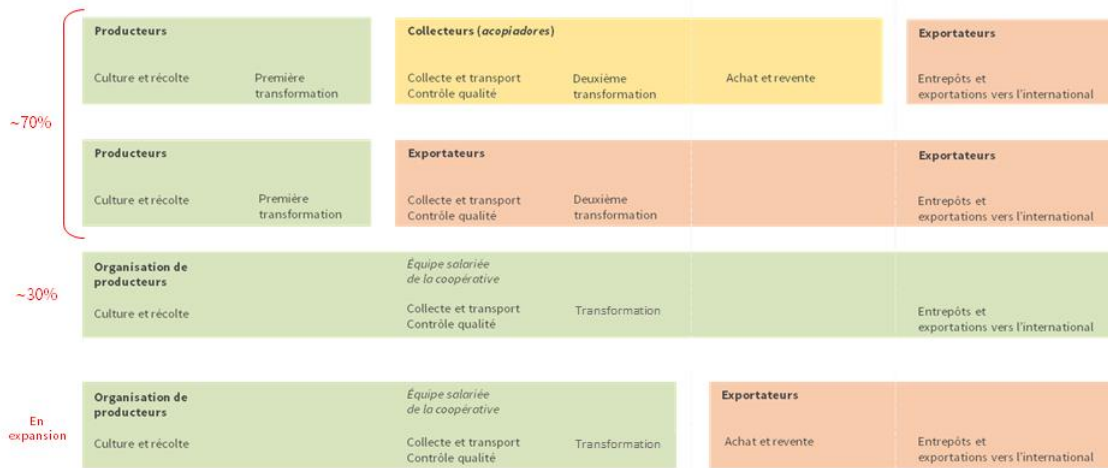 ~70%
Producteurs
Culture et récolte
Première
transformation
Collecteurs (acopiadores)
Collecte et transport
Contrôle qualité
Deuxième
transformation
Achat et revente
Exportateurs
Entrepôts et
exportations vers l'international
Producteurs
Culture et récolte
Première
transformation
Exportateurs
Collecte et transport
Contrôle qualité
Deuxième
transformation
Exportateurs
Entrepôts et
exportations vers l'international
~30%
Organisation de
producteurs
Culture et récolte
Équipe salariée
de la coopérative
Collecte et transport
Contrôle qualité
Transformation
Entrepôts et
exportations vers l'international
En
expansion
Organisation de
producteurs
Culture et récolte
Équipe salariée
de la coopérative
Collecte et transport
Contrôle qualité
Transformation
Exportateurs
Achat et revente
Entrepôts et
exportations vers l'international